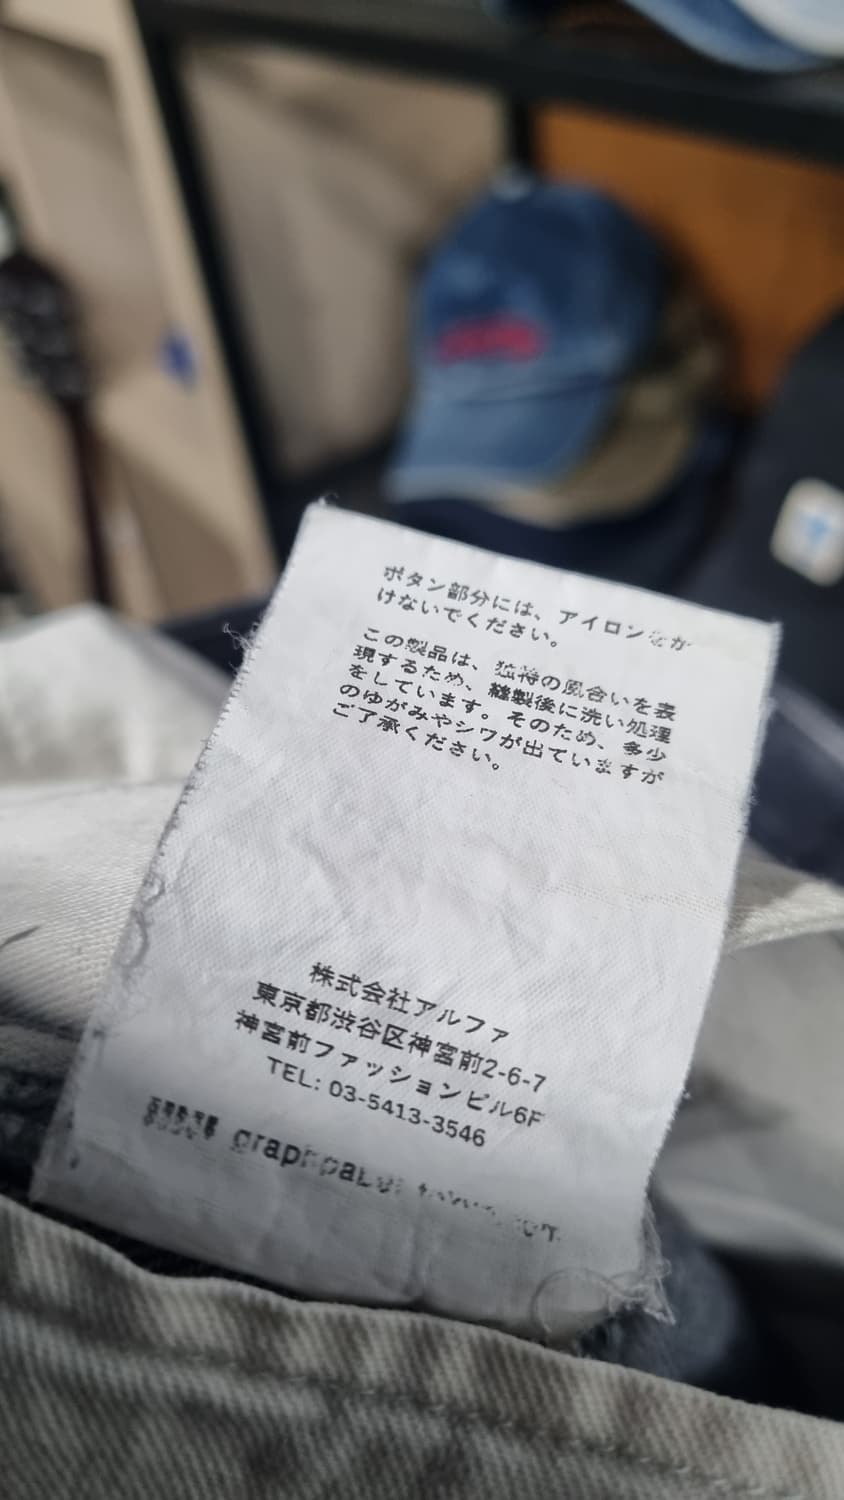 ボタン部分には、アイロンをか
けないでください。
この製品は、独特の風合いを表
現するため、縫製後に洗い処理
をしています。そのため、多少
のゆがみやシワが出ていますが
ご了承ください。
株式会社アルファ
東京都渋谷区神宮前2-6-7
神宮前ファッションビル6F
TEL: 03-5413-3546